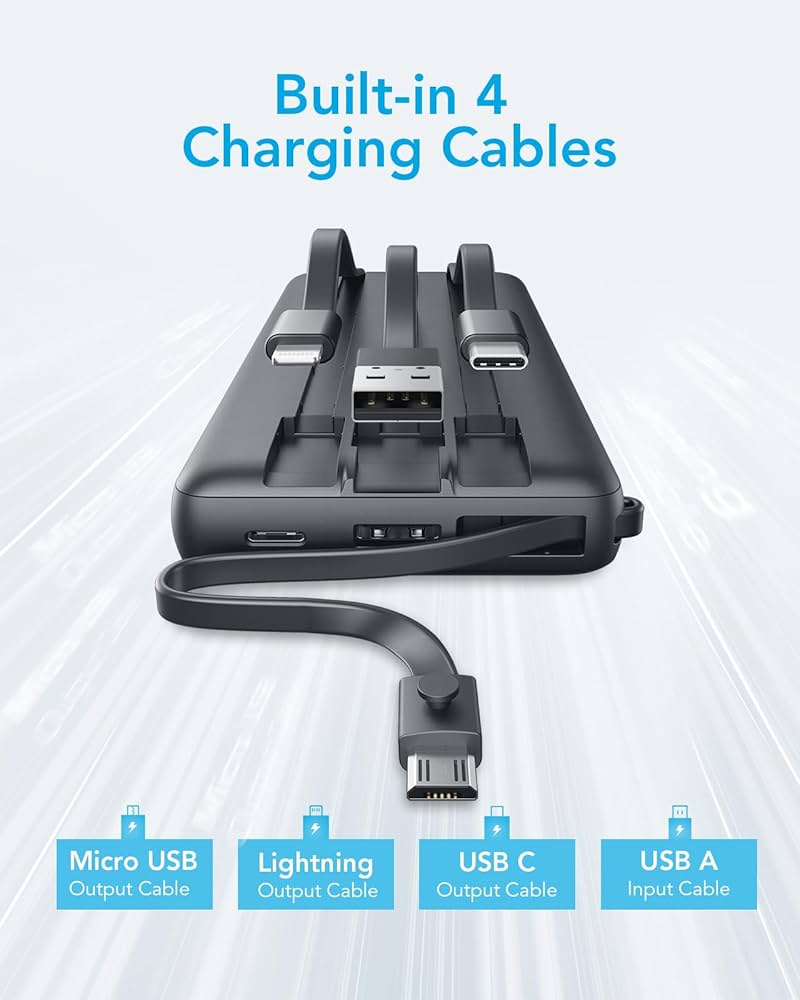 Built-in 4
Charging Cables
Micro USB
Output Cable
Lightning
Output Cable
USB C
Output Cable
USB A
Input Cable